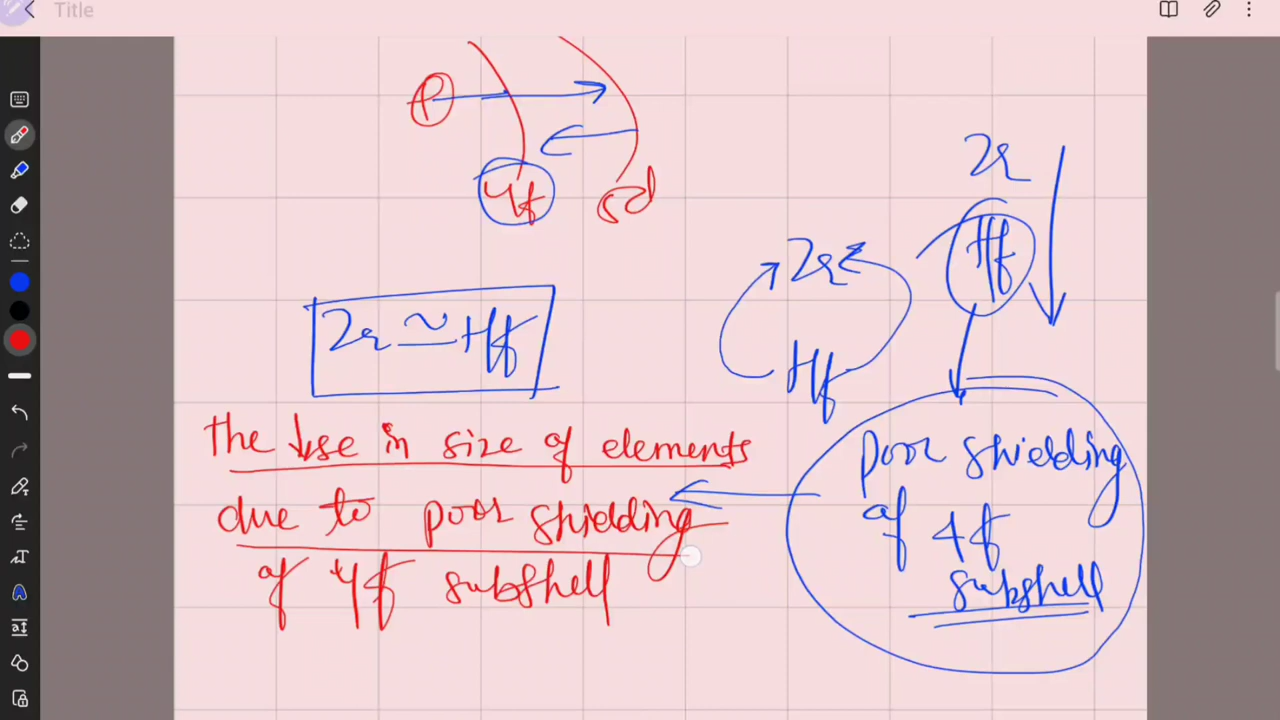 Title
P
4f
5d
Zr
Hf
Zr
Hf
Zr ≃ Hf
the ↓se in size of elements
due to poor shielding
of 4f subshell
poor shielding
of 4f
subshell